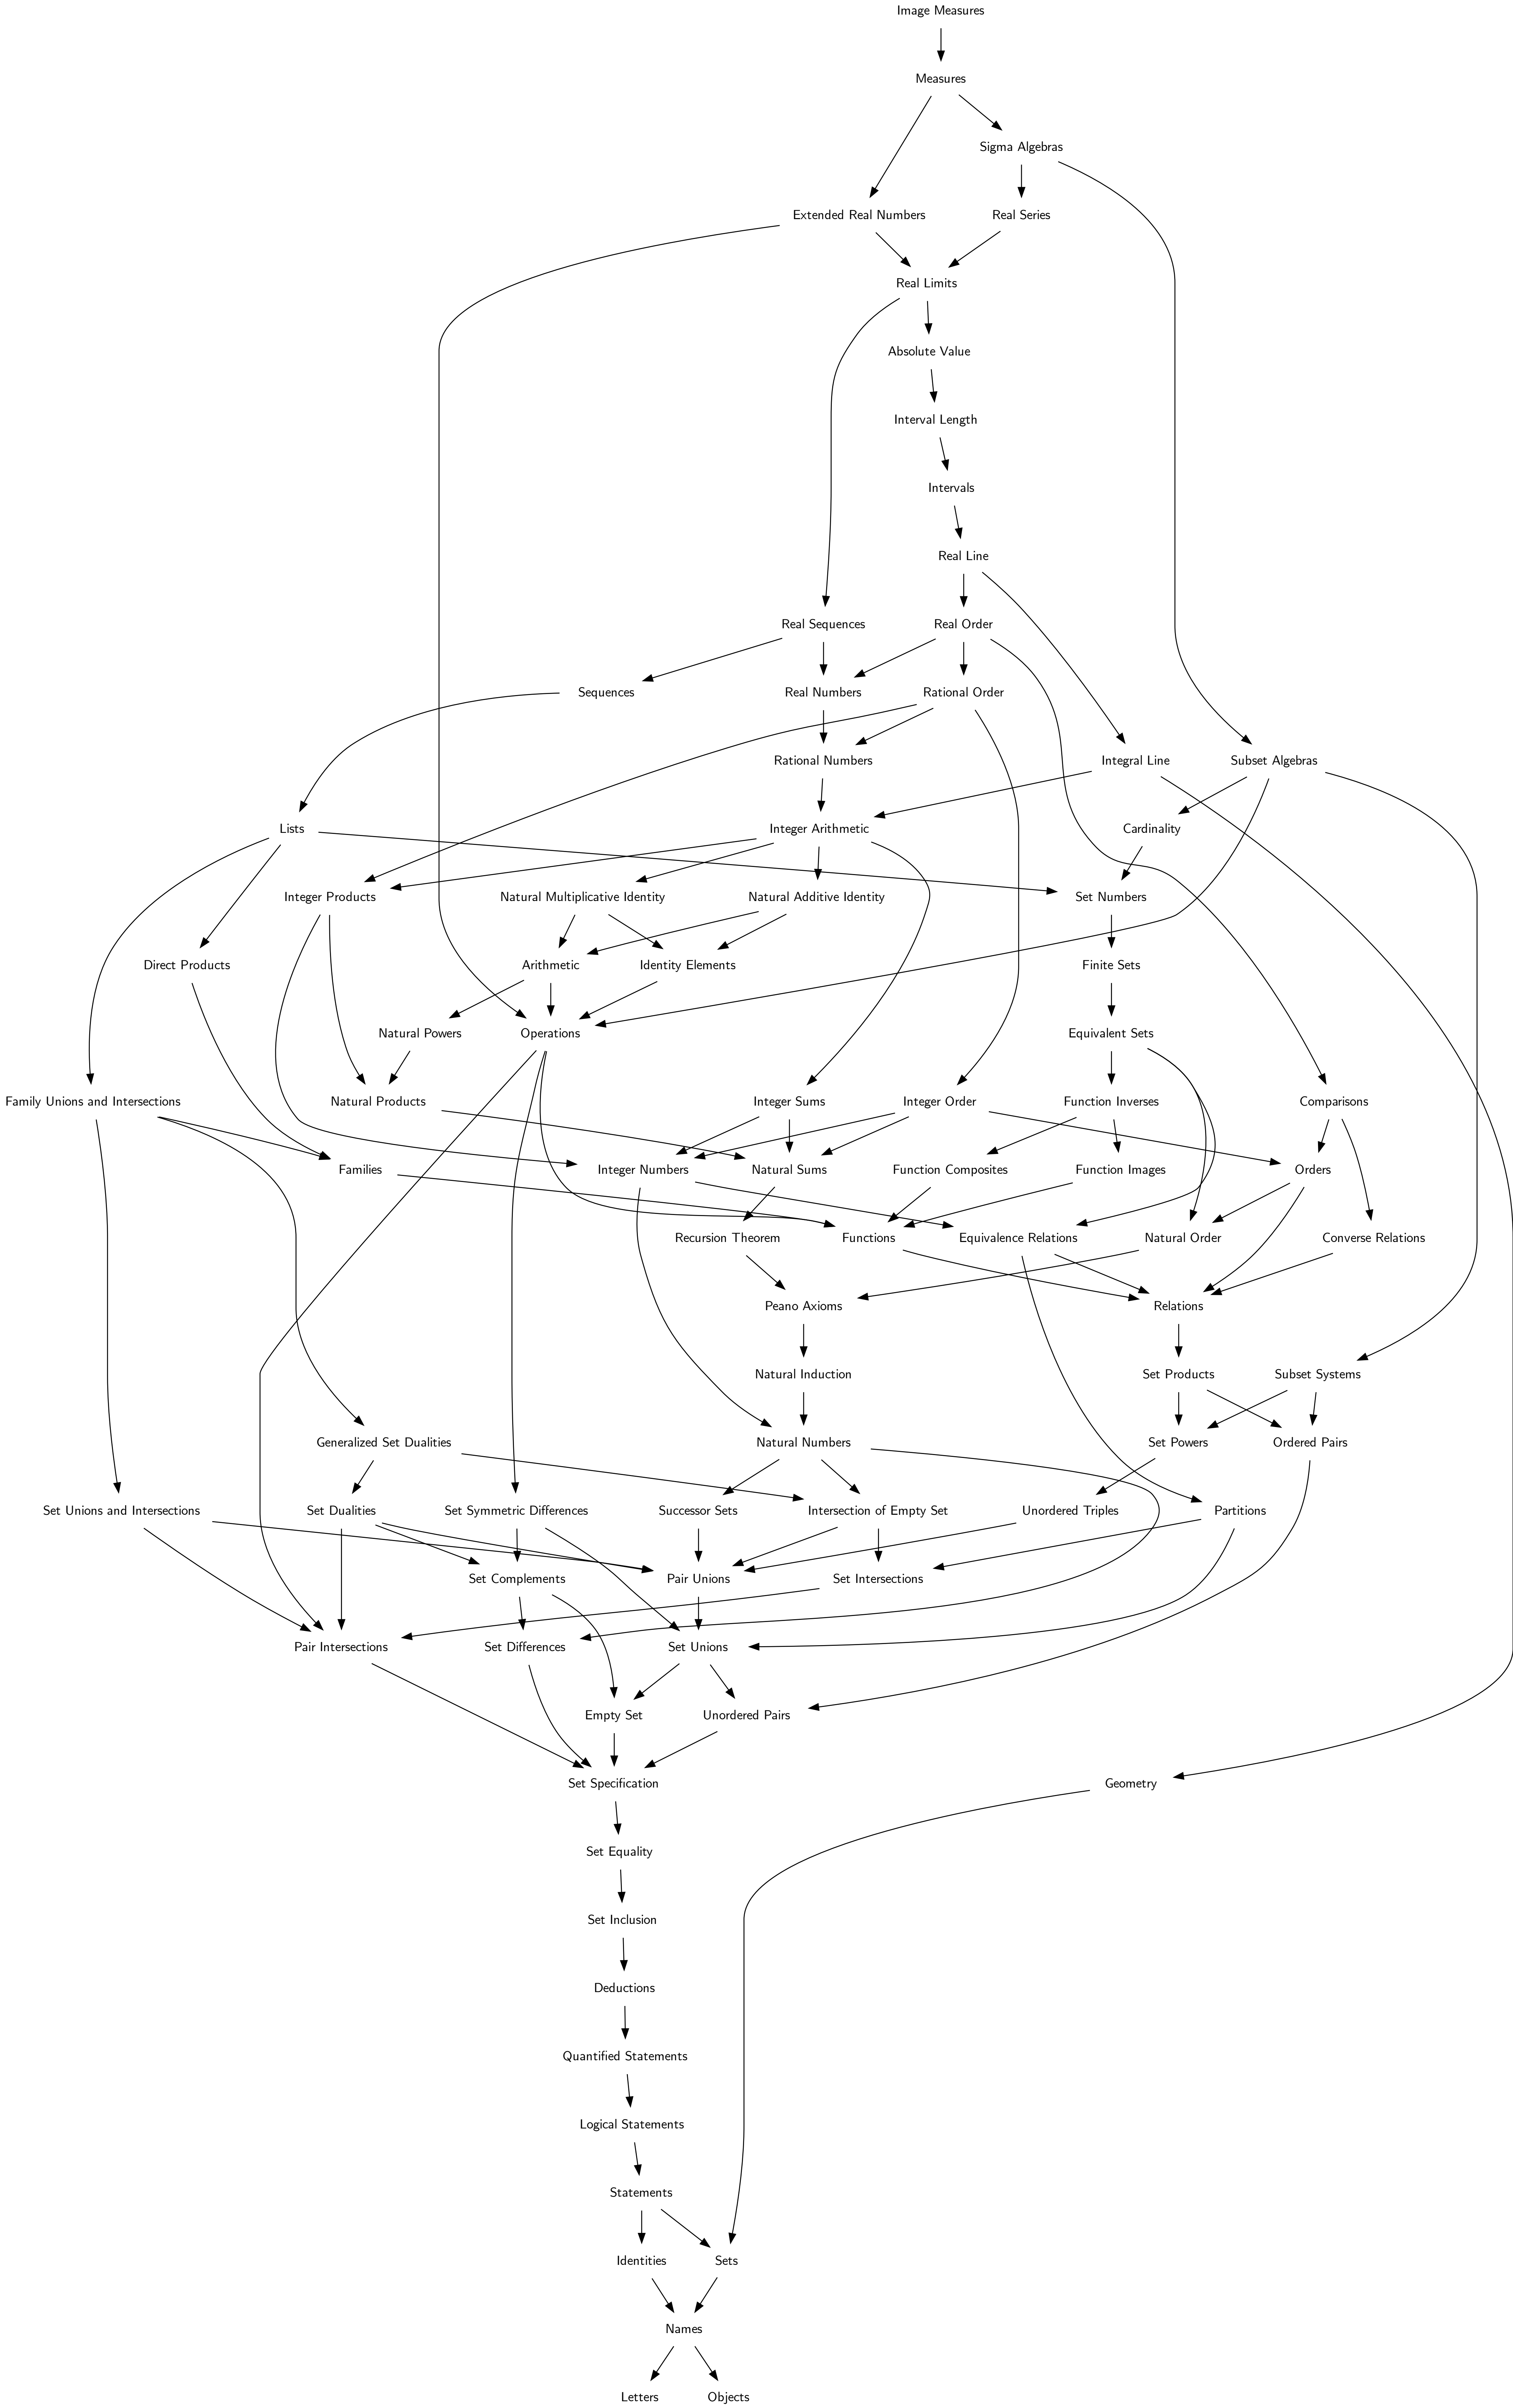 Image Measures
Measures
Sigma Algebras
Extended Real Numbers
Real Series
Real Limits
Absolute Value
Interval Length
Intervals
Real Line
Real Sequences
Real Order
Sequences
Real Numbers
Rational Order
Rational Numbers
Integral Line
Subset Algebras
Lists
Integer Arithmetic
Cardinality
Integer Products
Natural Multiplicative Identity
Natural Additive Identity
Set Numbers
Direct Products
Arithmetic
Identity Elements
Finite Sets
Natural Powers
Operations
Equivalent Sets
Family Unions and Intersections
Natural Products
Integer Sums
Integer Order
Function Inverses
Comparisons
Families
Integer Numbers
Natural Sums
Function Composites
Function Images
Orders
Recursion Theorem
Functions
Equivalence Relations
Natural Order
Converse Relations
Peano Axioms
Relations
Natural Induction
Set Products
Subset Systems
Generalized Set Dualities
Natural Numbers
Set Powers
Ordered Pairs
Set Unions and Intersections
Set Dualities
Set Symmetric Differences
Successor Sets
Intersection of Empty Set
Unordered Triples
Partitions
Set Complements
Pair Unions
Set Intersections
Pair Intersections
Set Differences
Set Unions
Empty Set
Unordered Pairs
Set Specification
Geometry
Set Equality
Set Inclusion
Deductions
Quantified Statements
Logical Statements
Statements
Identities
Sets
Names
Letters
Objects